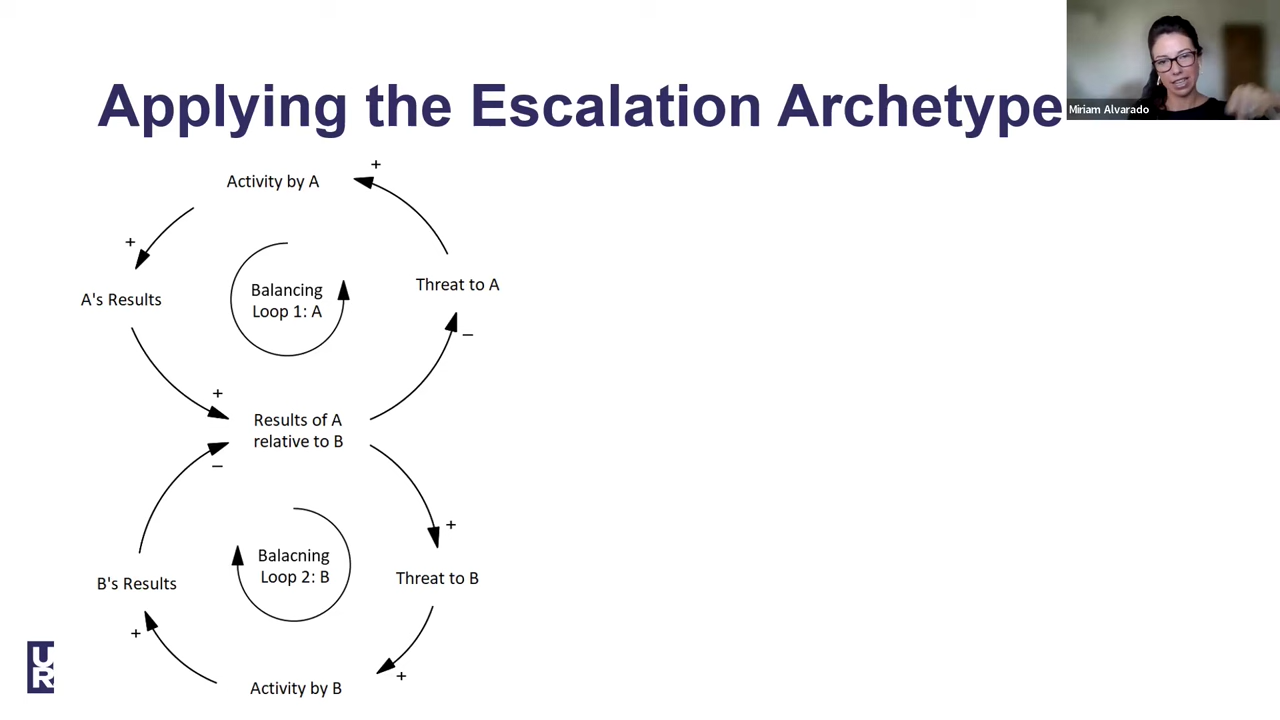 Applying the Escalation Archetype
Miriam Alvarado
+
Activity by A
+
A's Results
Balancing
Loop 1: A
Threat to A
–
+
Results of A
relative to B
–
+
Balacning
Loop 2: B
B's Results
Threat to B
+
+
Activity by B
UR